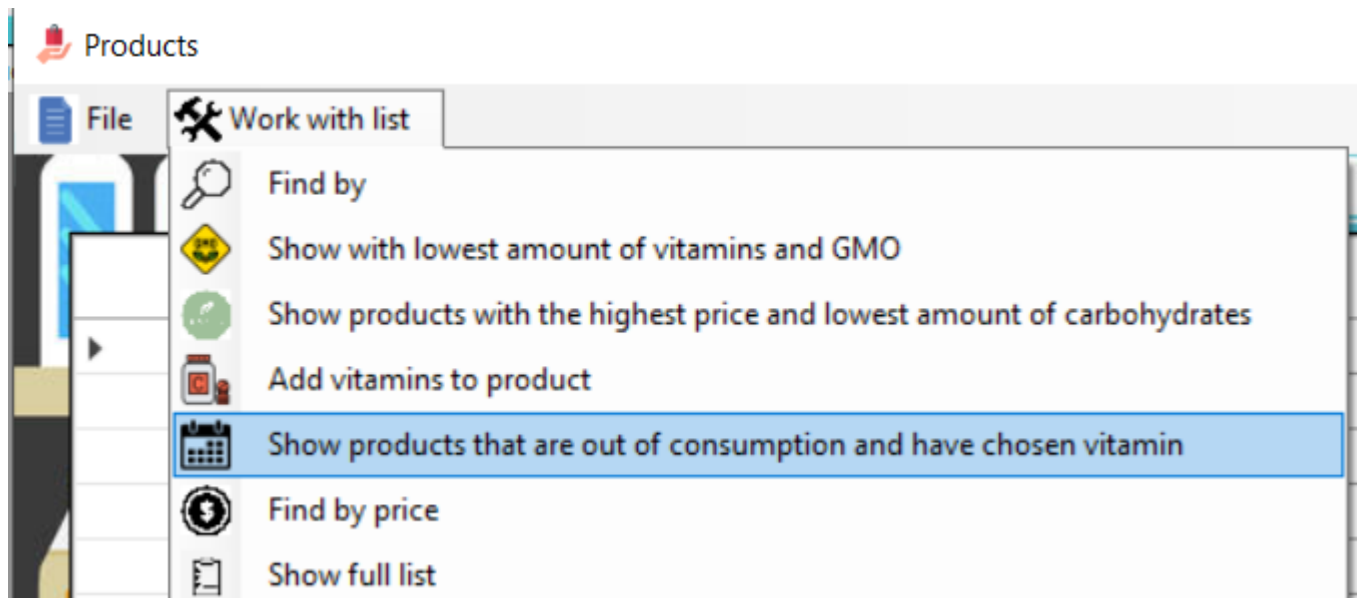 Products
File Work with list
Find by
Show with lowest amount of vitamins and GMO
Show products with the highest price and lowest amount of carbohydrates
Add vitamins to product
Show products that are out of consumption and have chosen vitamin
Find by price
Show full list